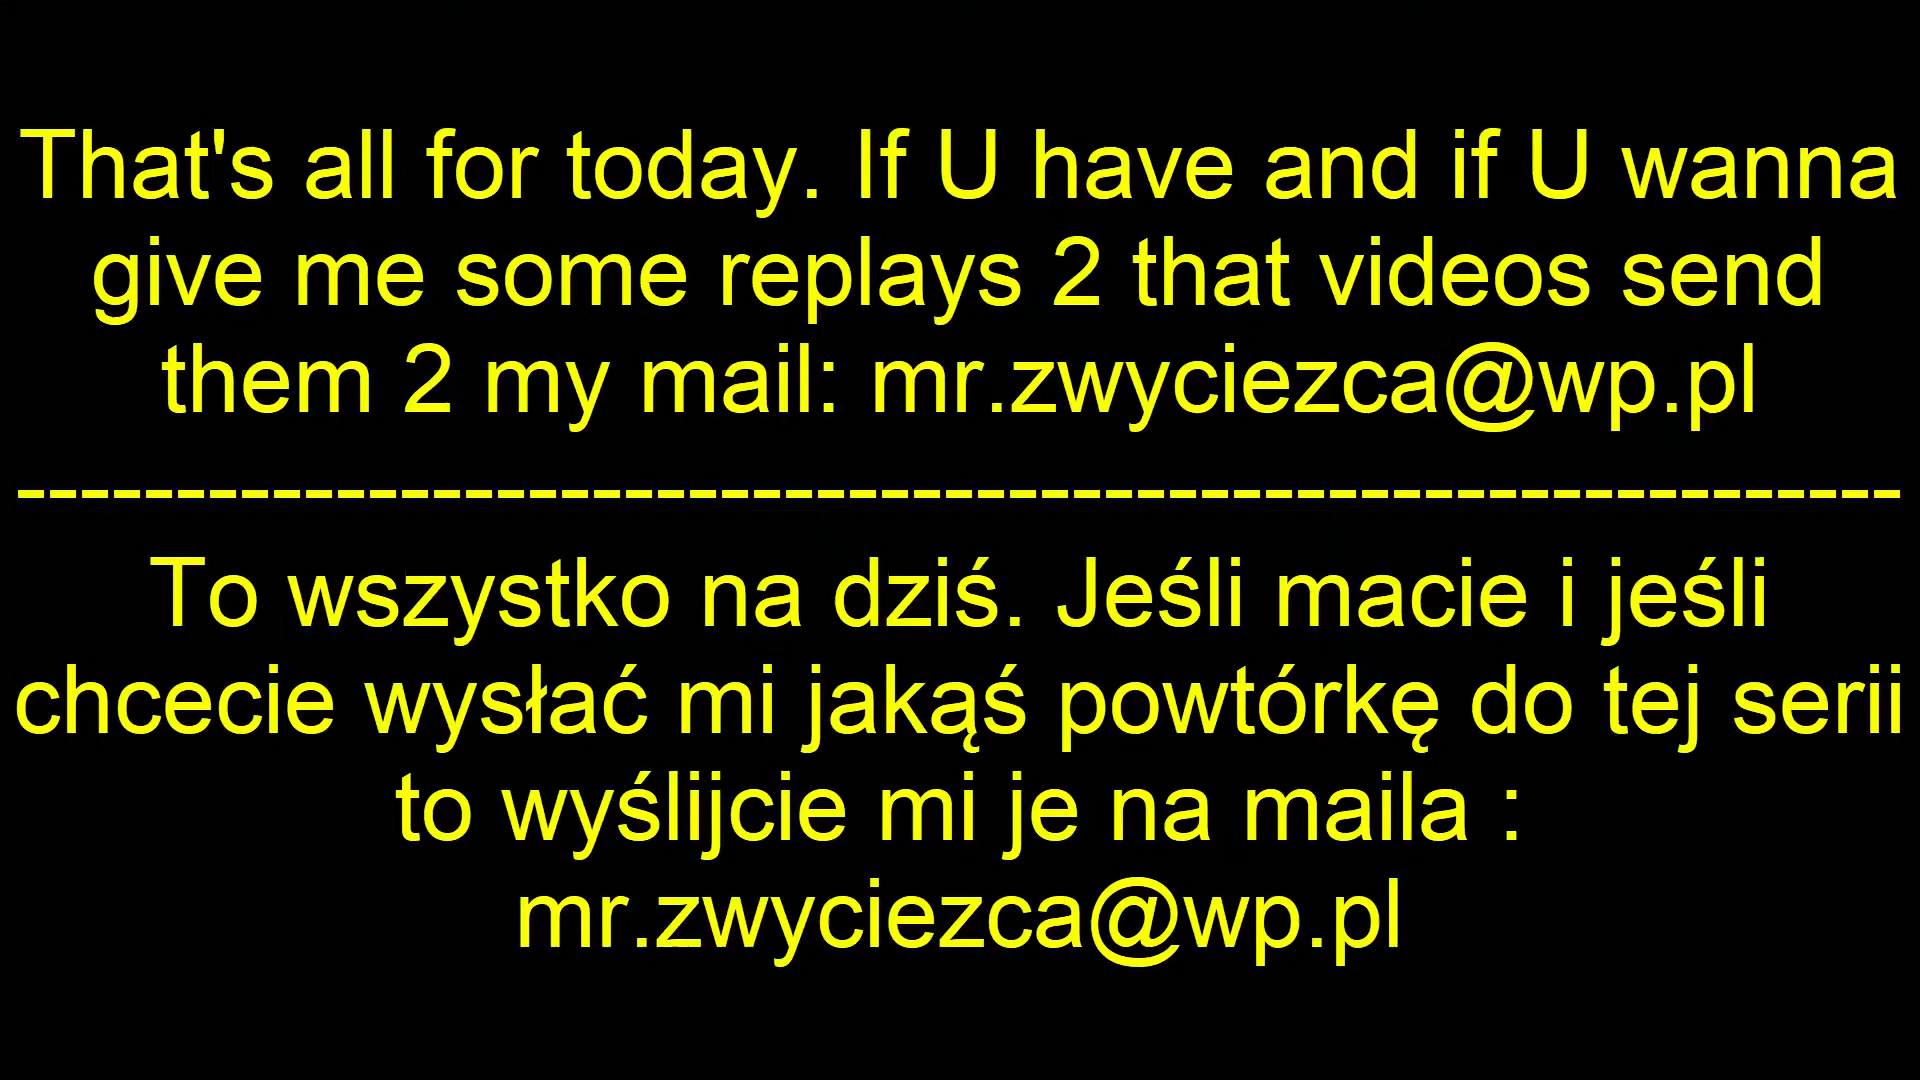 That's all for today. If U have and if U wanna
give me some replays 2 that videos send
them 2 my mail: mr.zwyciezca@wp.pl
-----------------------------------------------------------
To wszystko na dziś. Jeśli macie i jeśli
chcecie wysłać mi jakąś powtórkę do tej serii
to wyślijcie mi je na maila :
mr.zwyciezca@wp.pl